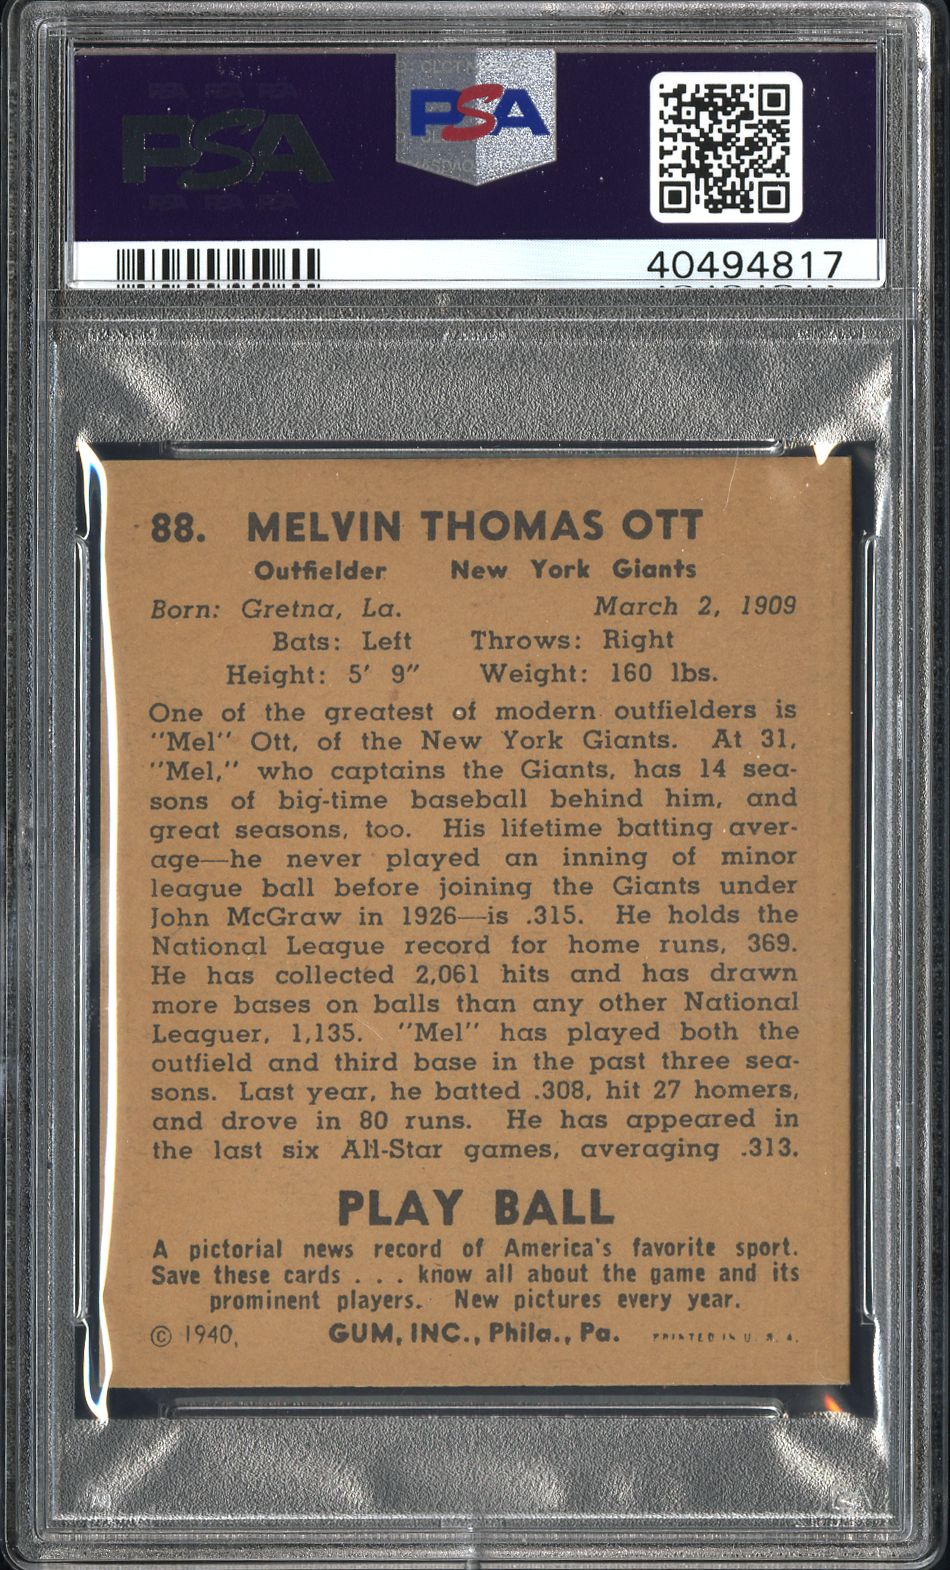 PSA
PSA
40494817
88. MELVIN THOMAS OTT
Outfielder New York Giants
Born: Gretna, La. March 2, 1909
Bats: Left Throws: Right
Height: 5' 9" Weight: 160 lbs.
One of the greatest of modern outfielders is
"Mel" Ott, of the New York Giants. At 31,
"Mel," who captains the Giants, has 14 sea-
sons of big-time baseball behind him, and
great seasons, too. His lifetime batting aver-
age—he never played an inning of minor
league ball before joining the Giants under
John McGraw in 1926—is .315. He holds the
National League record for home runs, 369.
He has collected 2,061 hits and has drawn
more bases on balls than any other National
Leaguer, 1,135. "Mel" has played both the
outfield and third base in the past three sea-
sons. Last year, he batted .308, hit 27 homers,
and drove in 80 runs. He has appeared in
the last six All-Star games, averaging .313.
PLAY BALL
A pictorial news record of America's favorite sport.
Save these cards . . . know all about the game and its
prominent players. New pictures every year.
© 1940, GUM, INC., Phila., Pa. PRINTED IN U. S. A.